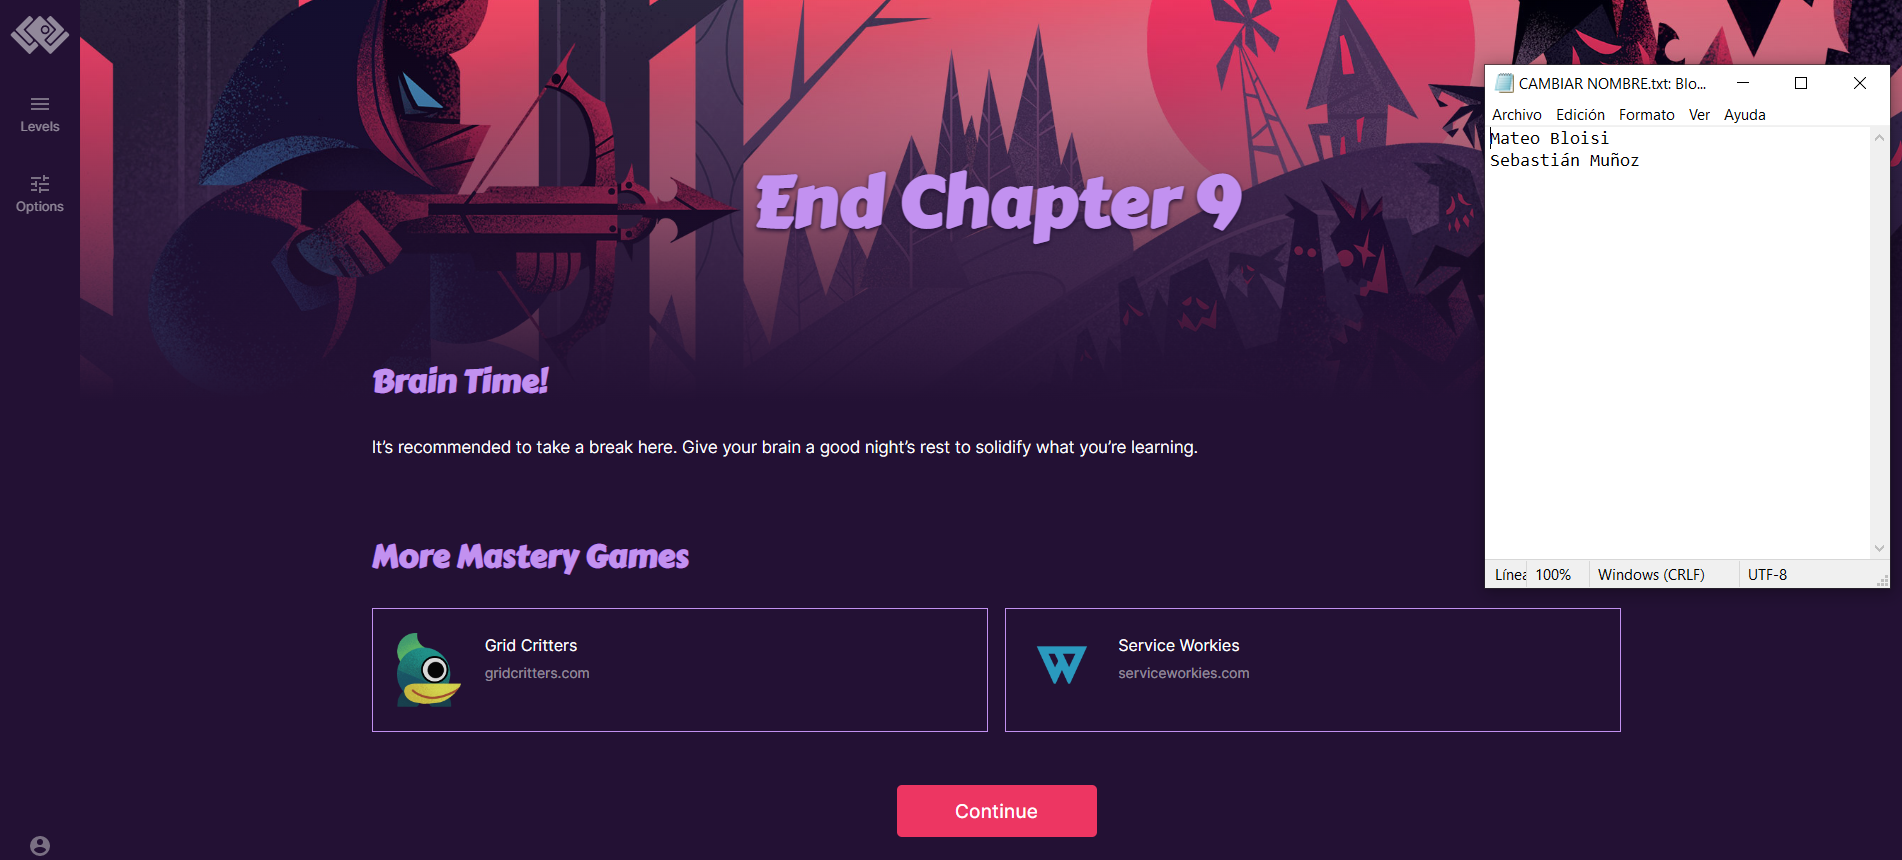 Levels
Options
End Chapter 9
Brain Time!
It’s recommended to take a break here. Give your brain a good night’s rest to solidify what you’re learning.
More Mastery Games
Grid Critters
gridcritters.com
Service Workies
serviceworkies.com
Continue
CAMBIAR NOMBRE.txt: Blo...
Archivo Edición Formato Ver Ayuda
Mateo Bloisi
Sebastián Muñoz
100% Windows (CRLF) UTF-8